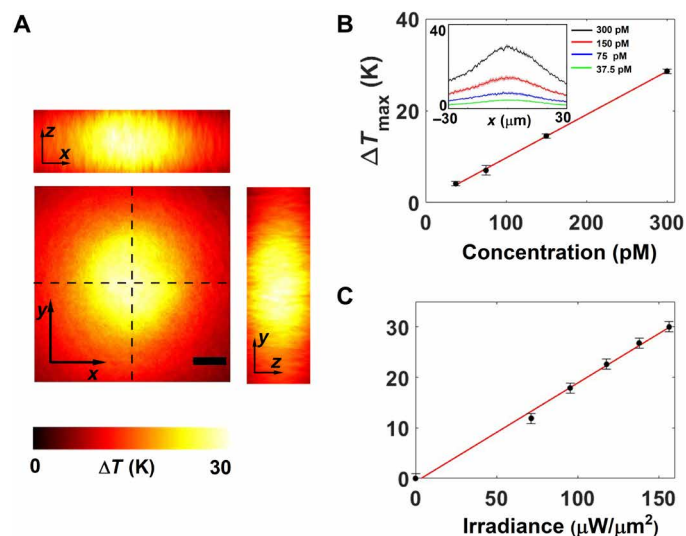 A
z
x
y
x
y
z
0
30
ΔT (K)
B
ΔTmax (K)
40
20
0
0
100
200
300
Concentration (pM)
40
0
−30
30
x (μm)
300 pM
150 pM
75 pM
37.5 pM
C
30
20
10
0
0
50
100
150
Irradiance (μW/μm²)